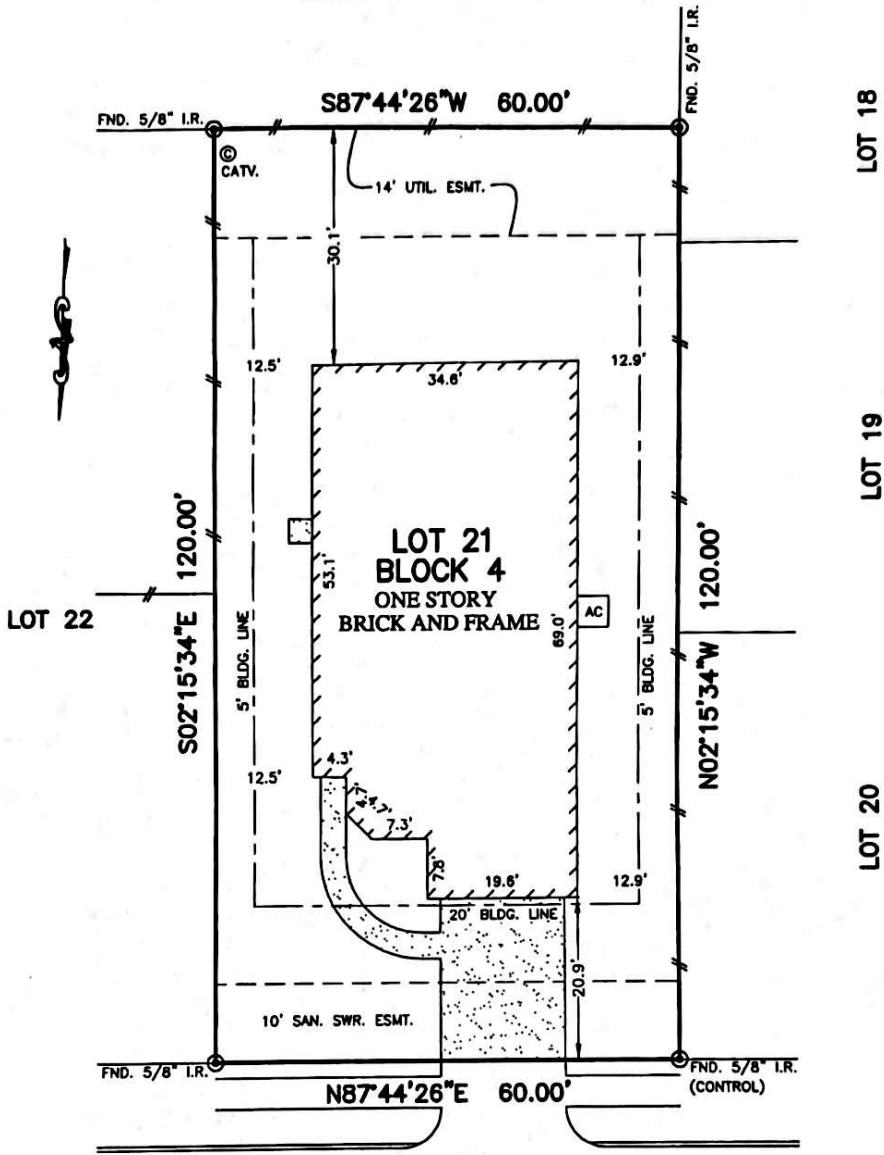 FND. 5/8" I.R.
S87°44'26"W 60.00'
FND. 5/8" I.R.
LOT 18
© CATV.
14' UTIL. ESMT.
30.1'
12.5'
34.6'
12.9'
LOT 19
S02°15'34"E 120.00'
LOT 21
BLOCK 4
ONE STORY
BRICK AND FRAME
53.1'
69.0'
AC
N02°15'34"W 120.00'
LOT 22
5' BLDG. LINE
5' BLDG. LINE
4.3'
12.5'
4.7'
4.2'
7.3'
7.8'
19.6'
12.9'
LOT 20
20' BLDG. LINE
20.9'
10' SAN. SWR. ESMT.
FND. 5/8" I.R.
N87°44'26"E 60.00'
FND. 5/8" I.R.
(CONTROL)